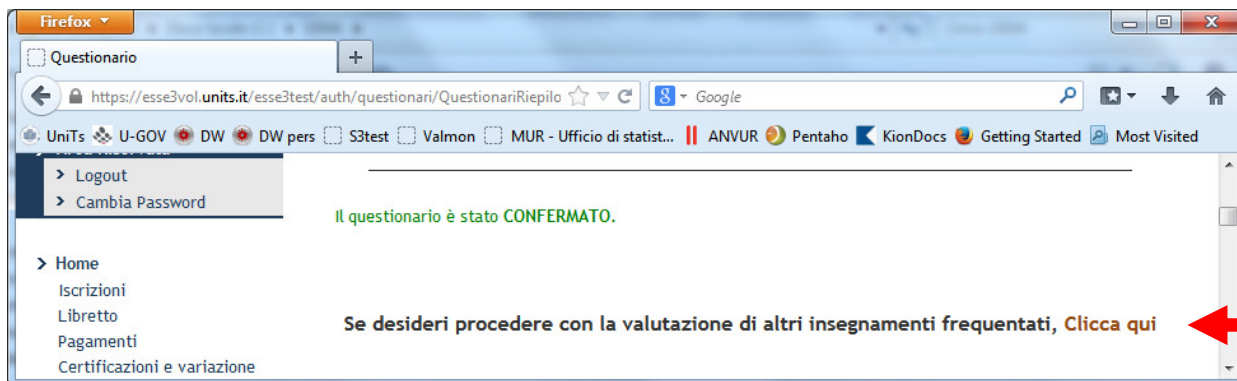 Firefox
Questionario
https://esse3vol.units.it/esse3test/auth/questionari/QuestionariRiepilo
Google
UniTs U-GOV DW DW pers S3test Valmon MUR - Ufficio di statist... ANVUR Pentaho KionDocs Getting Started Most Visited
Logout
Cambia Password
Il questionario è stato CONFERMATO.
Home
Iscrizioni
Libretto
Se desideri procedere con la valutazione di altri insegnamenti frequentati, Clicca qui
Pagamenti
Certificazioni e variazione